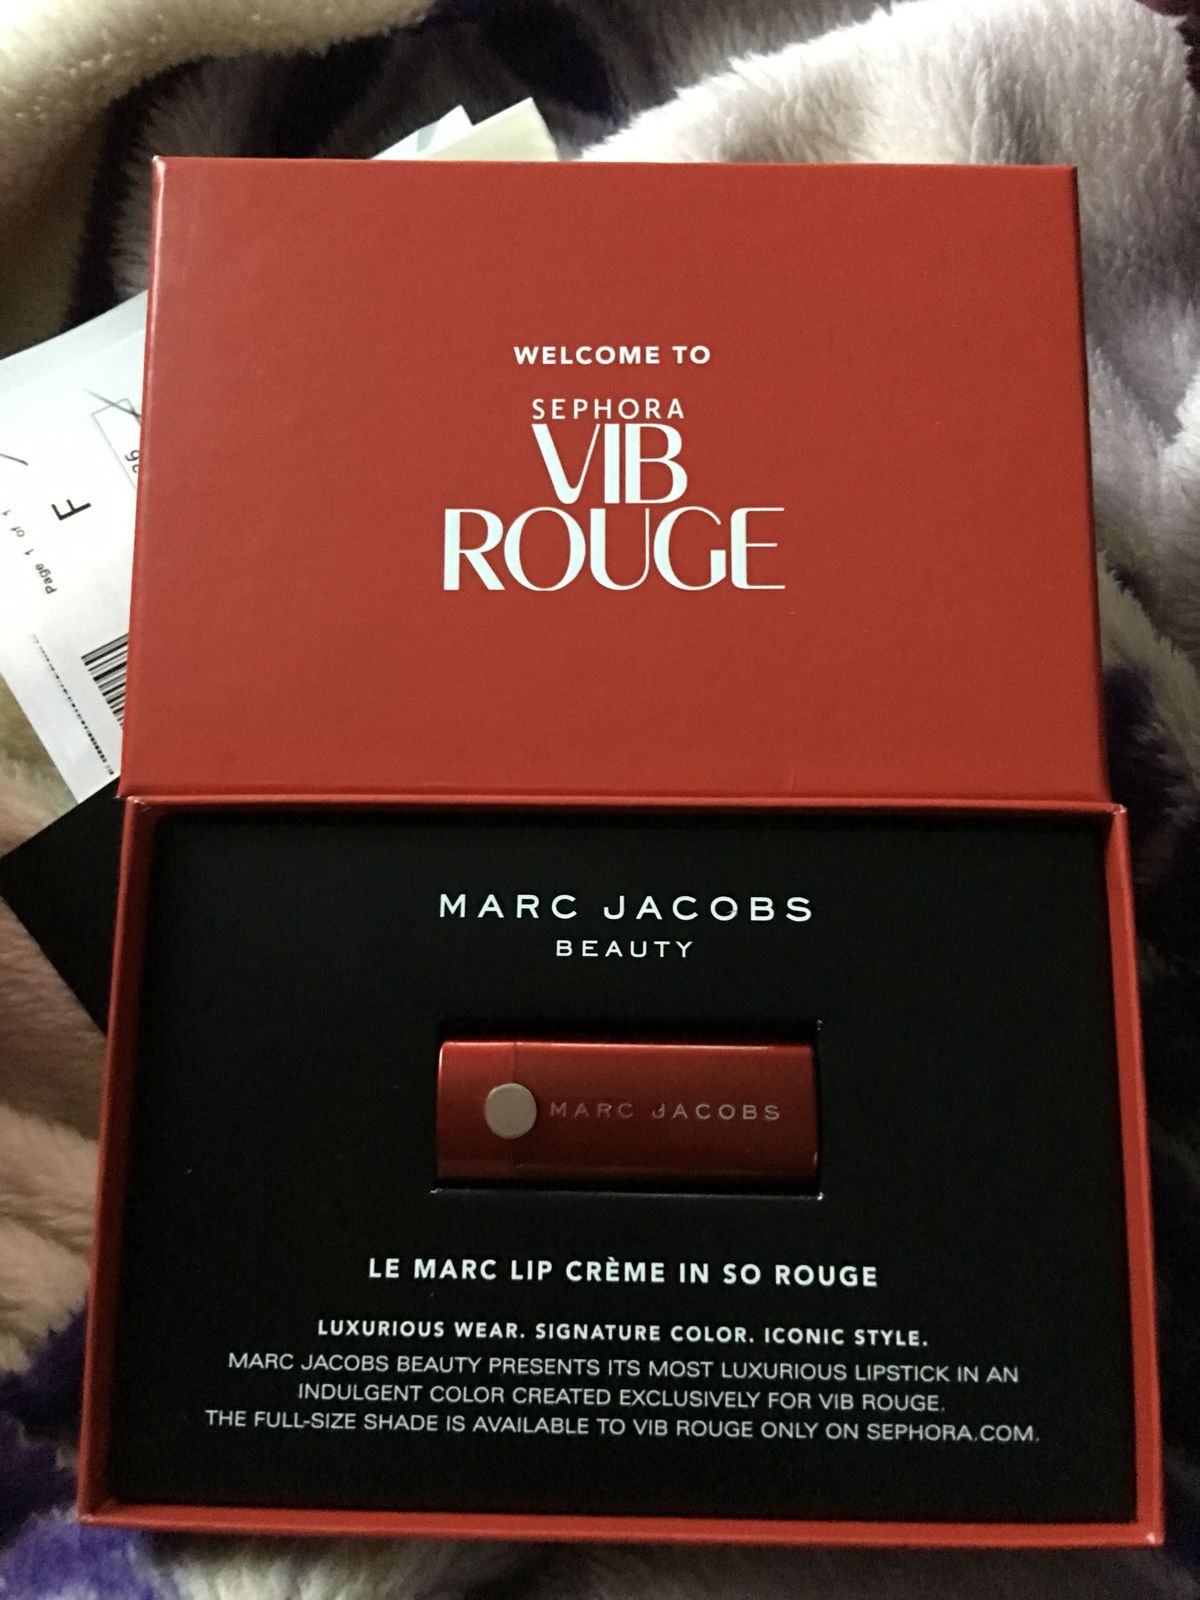 WELCOME TO
SEPHORA
VIB
ROUGE
Page 1 of 1
F
MARC JACOBS
BEAUTY
MARC JACOBS
LE MARC LIP CRÈME IN SO ROUGE
LUXURIOUS WEAR. SIGNATURE COLOR. ICONIC STYLE.
MARC JACOBS BEAUTY PRESENTS ITS MOST LUXURIOUS LIPSTICK IN AN
INDULGENT COLOR CREATED EXCLUSIVELY FOR VIB ROUGE.
THE FULL-SIZE SHADE IS AVAILABLE TO VIB ROUGE ONLY ON SEPHORA.COM.